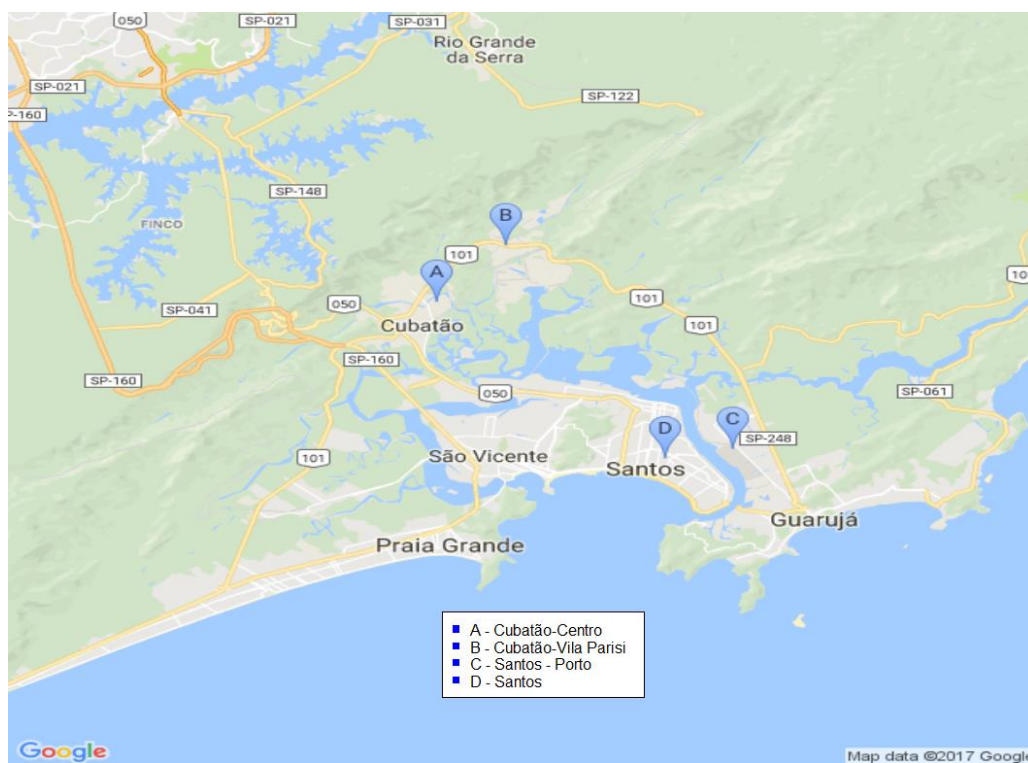 050
SP-021
SP-031
Rio Grande
da Serra
SP-021
SP-122
SP-160
SP-148
FINCO
B
101
A
101
10
050
SP-041
Cubatão
101
SP-160
SP-160
050
SP-061
C
D
SP-248
101
São Vicente
Santos
Guarujá
Praia Grande
A - Cubatão-Centro
B - Cubatão-Vila Parisi
C - Santos - Porto
D - Santos
Google
Map data ©2017 Google